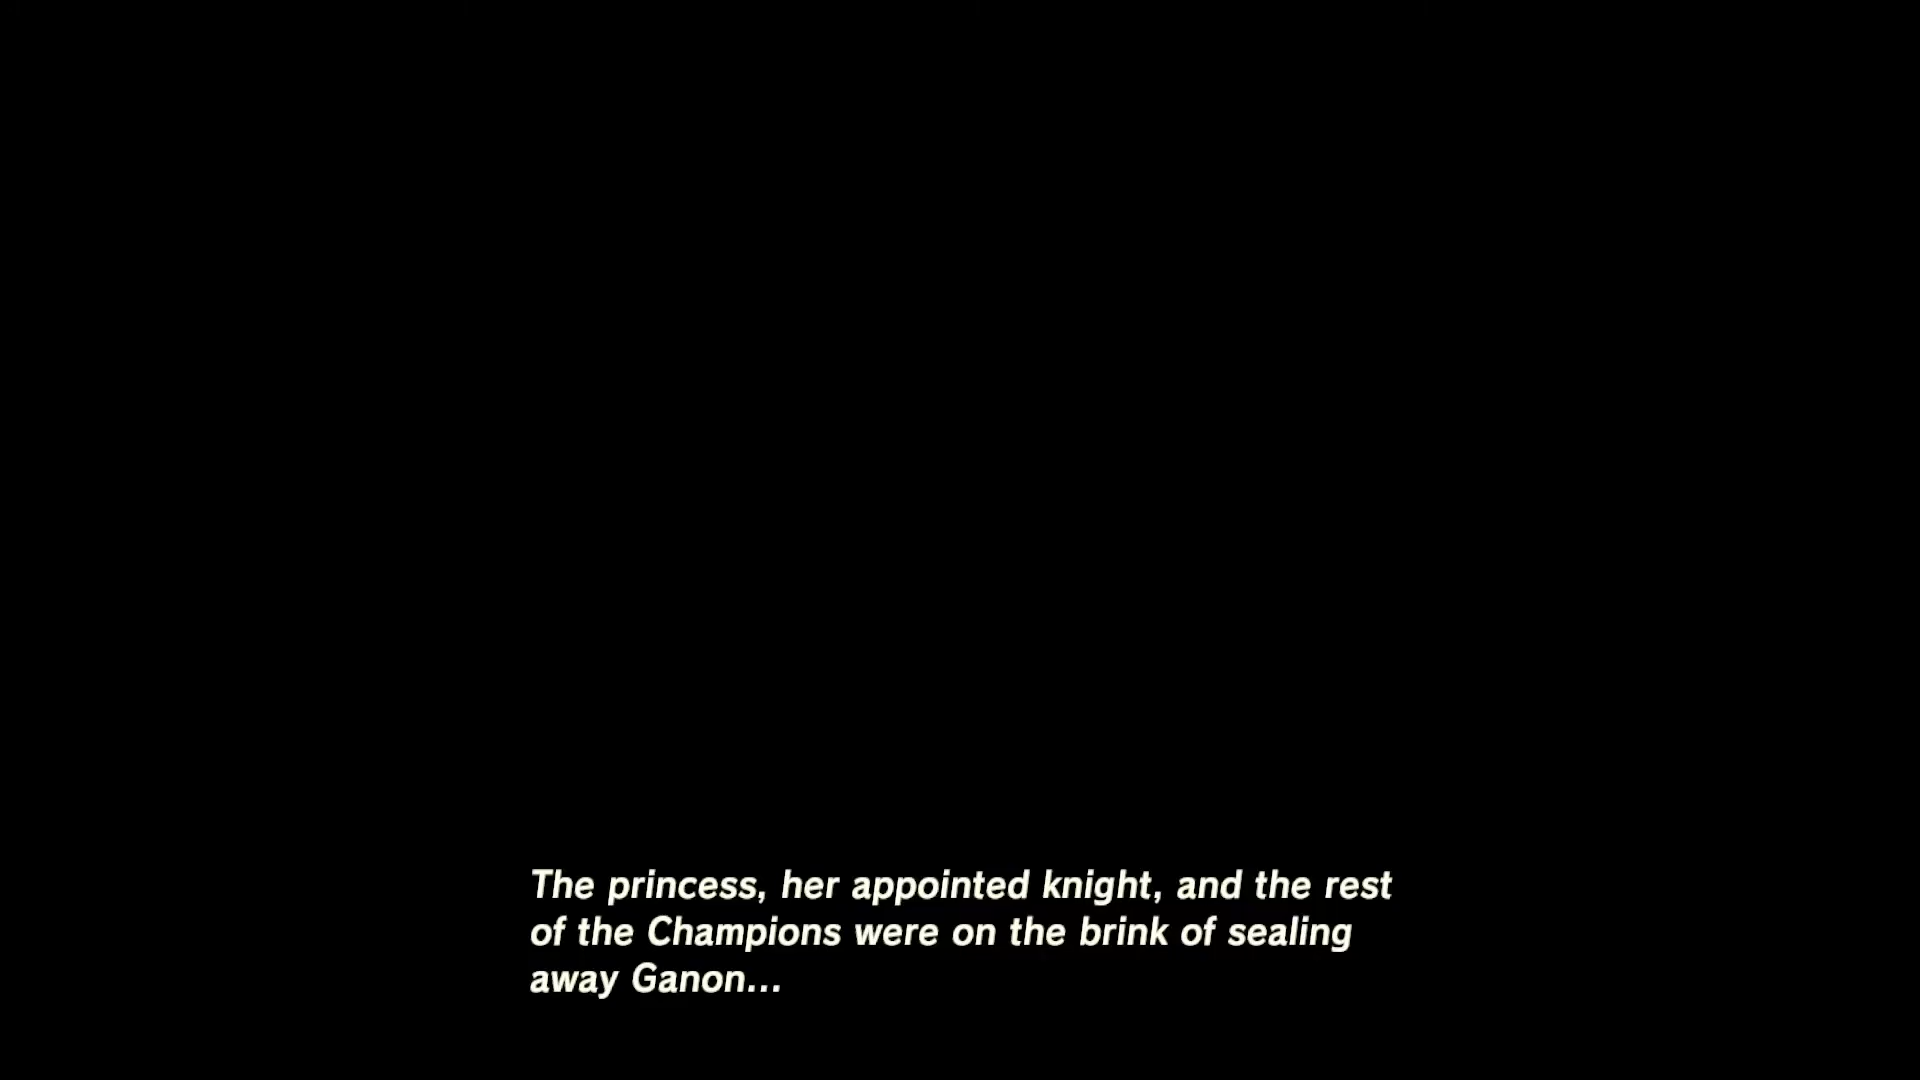 The princess, her appointed knight, and the rest
of the Champions were on the brink of sealing
away Ganon...